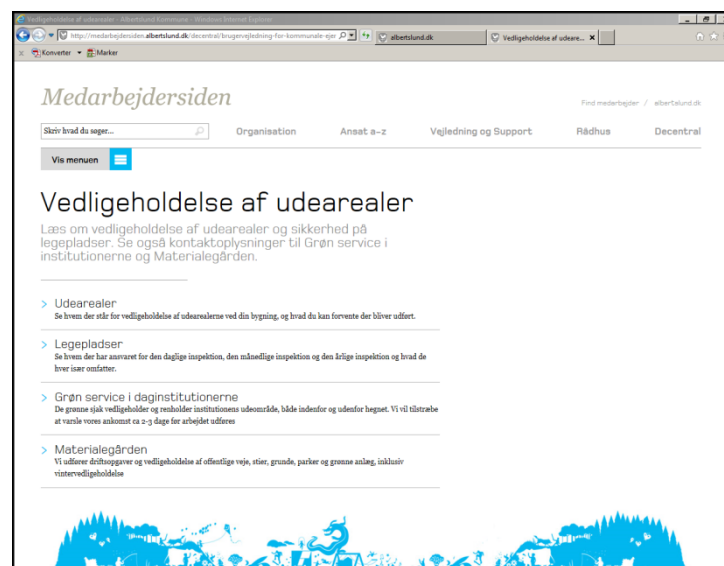 Vedligeholdelse af udearealer - Albertslund Kommune - Windows Internet Explorer
http://medarbejdersiden.albertslund.dk/decentral/brugervejledning-for-kommunale-ejer
albertslund.dk
Vedligeholdelse af udeare...
x Konverter Marker
Medarbejdersiden
Find medarbejder / albertslund.dk
Skriv hvad du søger...
Organisation Ansat a-z Vejledning og Support Rådhus Decentral
Vis menuen
Vedligeholdelse af udearealer
Læs om vedligeholdelse af udearealer og sikkerhed på
legepladser. Se også kontaktoplysninger til Grøn service i
institutionerne og Materialegården.
> Udearealer
Se hvem der står for vedligeholdelse af udearealerne ved din bygning, og hvad du kan forvente der bliver udført.
> Legepladser
Se hvem der har ansvaret for den daglige inspektion, den månedlige inspektion og den årlige inspektion og hvad de
hver især omfatter.
> Grøn service i daginstitutionerne
De grønne sjak vedligeholder og renholder institutionens udeområde, både indenfor og udenfor hegnet. Vi vil tilstræbe
at varsle vores ankomst ca 2-3 dage før arbejdet udføres
> Materialegården
Vi udfører driftsopgaver og vedligeholdelse af offentlige veje, stier, grunde, parker og grønne anlæg, inklusiv
vintervedligeholdelse